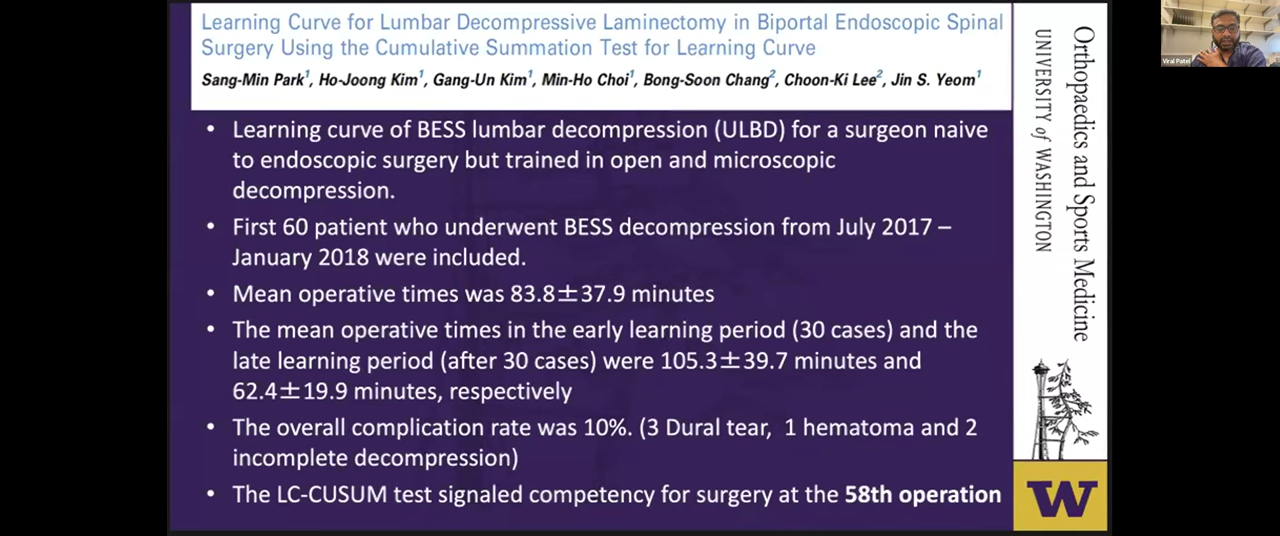 Learning Curve for Lumbar Decompressive Laminectomy in Biportal Endoscopic Spinal
Surgery Using the Cumulative Summation Test for Learning Curve
Sang-Min Park¹, Ho-Joong Kim¹, Gang-Un Kim¹, Min-Ho Choi¹, Bong-Soon Chang², Choon-Ki Lee², Jin S. Yeom¹
• Learning curve of BESS lumbar decompression (ULBD) for a surgeon naive
to endoscopic surgery but trained in open and microscopic
decompression.
• First 60 patient who underwent BESS decompression from July 2017 –
January 2018 were included.
• Mean operative times was 83.8±37.9 minutes
• The mean operative times in the early learning period (30 cases) and the
late learning period (after 30 cases) were 105.3±39.7 minutes and
62.4±19.9 minutes, respectively
• The overall complication rate was 10%. (3 Dural tear, 1 hematoma and 2
incomplete decompression)
• The LC-CUSUM test signaled competency for surgery at the 58th operation
Orthopaedics and Sports Medicine
UNIVERSITY of WASHINGTON
W
Viral Patel